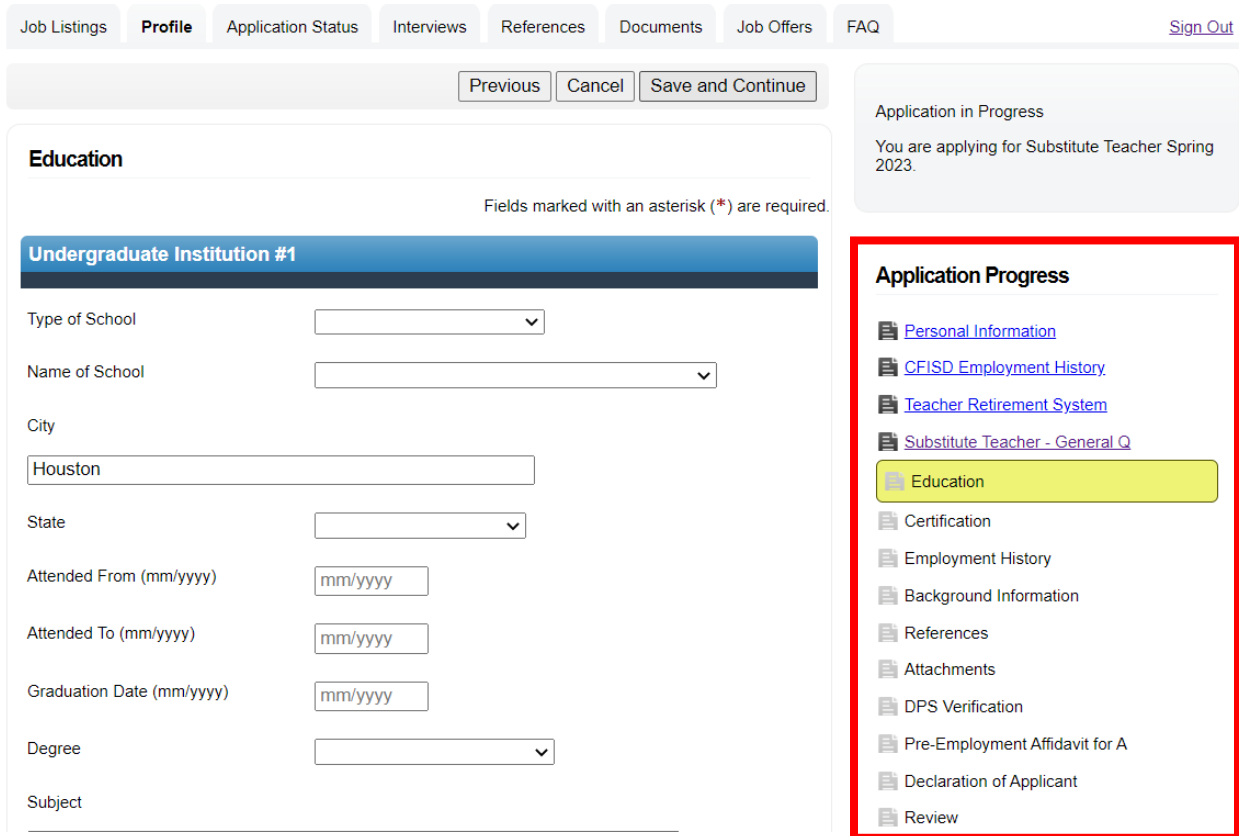 Job Listings Profile Application Status Interviews References Documents Job Offers FAQ Sign Out
Previous Cancel Save and Continue
Education
Fields marked with an asterisk (*) are required.
Undergraduate Institution #1
Type of School
Name of School
City
Houston
State
Attended From (mm/yyyy) mm/yyyy
Attended To (mm/yyyy) mm/yyyy
Graduation Date (mm/yyyy) mm/yyyy
Degree
Subject
Application in Progress
You are applying for Substitute Teacher Spring
2023.
Application Progress
Personal Information
CFISD Employment History
Teacher Retirement System
Substitute Teacher - General Q
Education
Certification
Employment History
Background Information
References
Attachments
DPS Verification
Pre-Employment Affidavit for A
Declaration of Applicant
Review